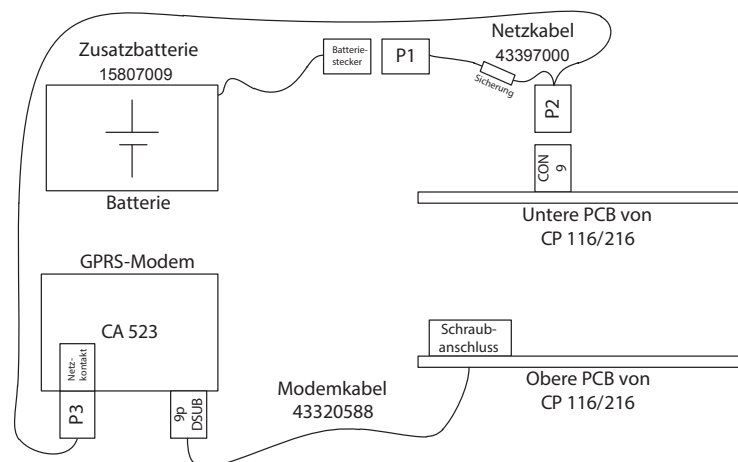 Zusatzbatterie
15807009
Batterie-
stecker
P1
Netzkabel
43397000
Sicherung
P2
CON
9
Batterie
Untere PCB von
CP 116/216
GPRS-Modem
CA 523
Netz-
kontakt
P3
9p
DSUB
Modemkabel
43320588
Schraub-
anschluss
Obere PCB von
CP 116/216